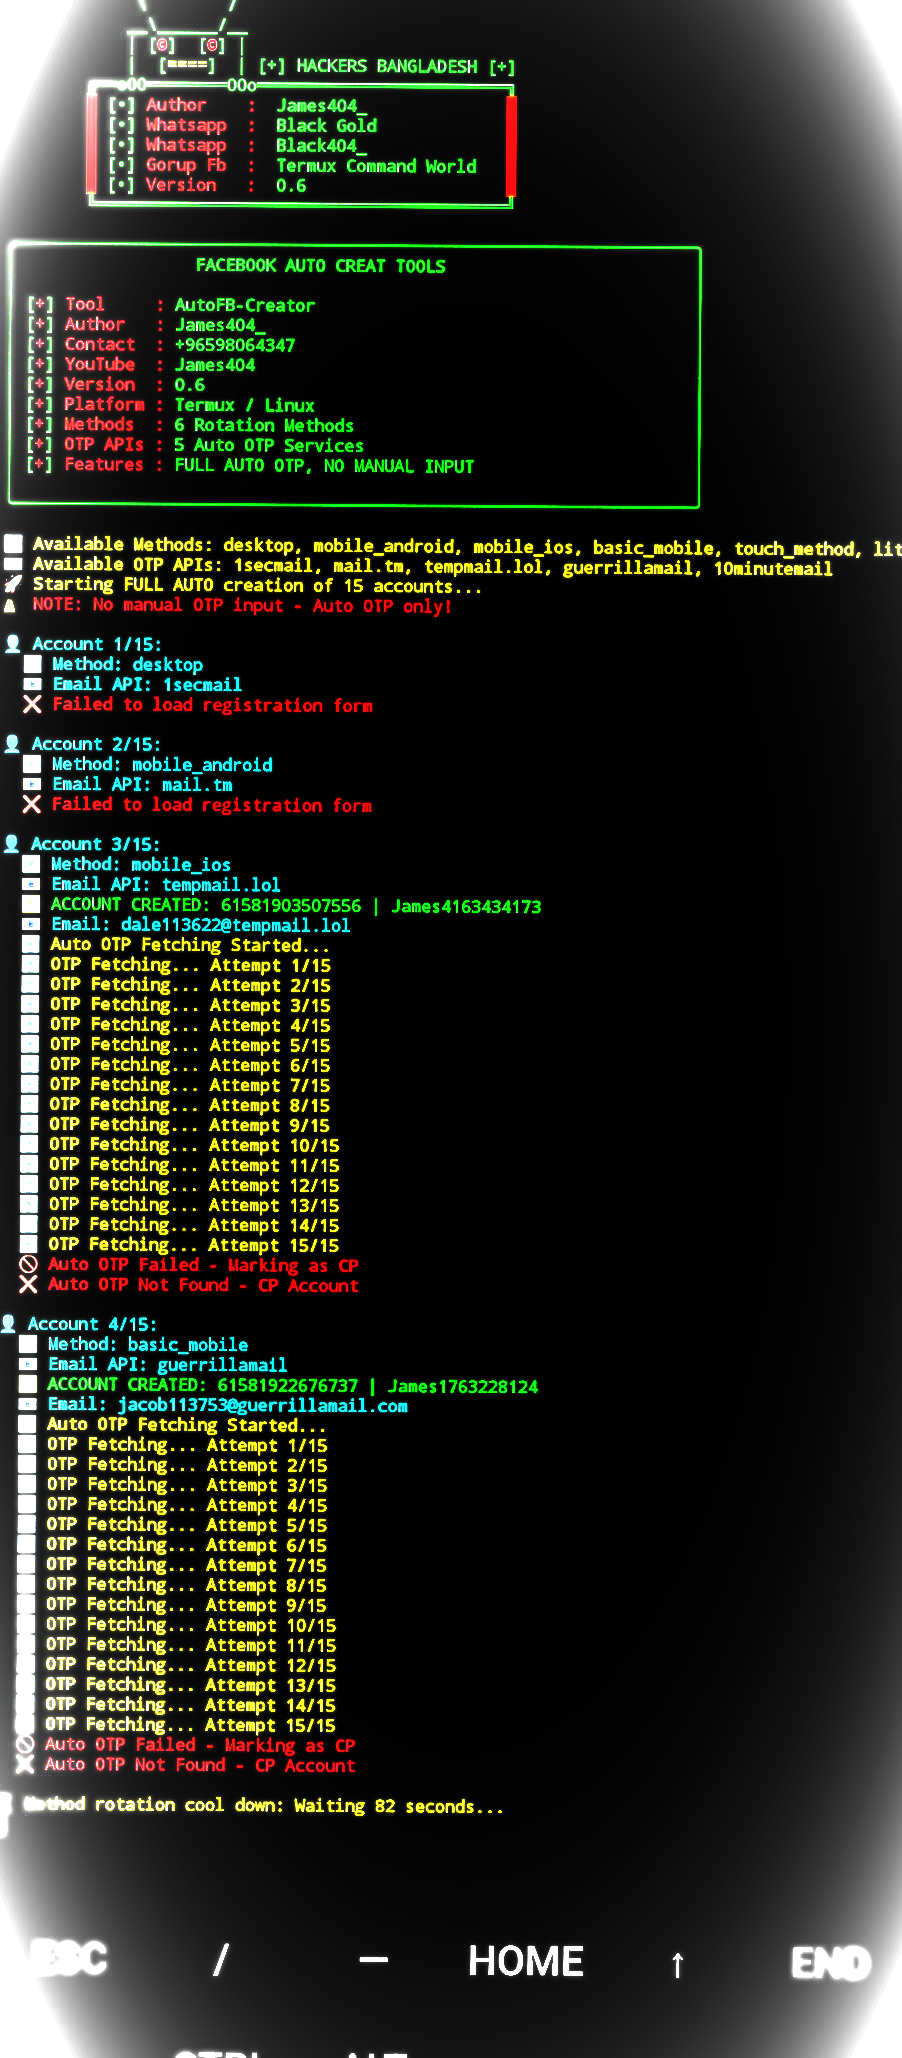 [©] [©]
[====] [+] HACKERS BANGLADESH [+]
[•] Author : James404_
[•] Whatsapp : Black Gold
[•] Whatsapp : Black404_
[•] Gorup Fb : Termux Command World
[•] Version : 0.6
FACEBOOK AUTO CREAT TOOLS
[+] Tool : AutoFB-Creator
[+] Author : James404_
[+] Contact : +96598064347
[+] YouTube : James404
[+] Version : 0.6
[+] Platform : Termux / Linux
[+] Methods : 6 Rotation Methods
[+] OTP APIs : 5 Auto OTP Services
[+] Features : FULL AUTO OTP, NO MANUAL INPUT
Available Methods: desktop, mobile_android, mobile_ios, basic_mobile, touch_method, lit
Available OTP APIs: 1secmail, mail.tm, tempmail.lol, guerrillamail, 10minutemail
🚀 Starting FULL AUTO creation of 15 accounts...
NOTE: No manual OTP input - Auto OTP only!
👤 Account 1/15:
Method: desktop
Email API: 1secmail
❌ Failed to load registration form
👤 Account 2/15:
Method: mobile_android
Email API: mail.tm
❌ Failed to load registration form
👤 Account 3/15:
Method: mobile_ios
Email API: tempmail.lol
ACCOUNT CREATED: 61581903507556 | James4163434173
Email: dale113622@tempmail.lol
Auto OTP Fetching Started...
OTP Fetching... Attempt 1/15
OTP Fetching... Attempt 2/15
OTP Fetching... Attempt 3/15
OTP Fetching... Attempt 4/15
OTP Fetching... Attempt 5/15
OTP Fetching... Attempt 6/15
OTP Fetching... Attempt 7/15
OTP Fetching... Attempt 8/15
OTP Fetching... Attempt 9/15
OTP Fetching... Attempt 10/15
OTP Fetching... Attempt 11/15
OTP Fetching... Attempt 12/15
OTP Fetching... Attempt 13/15
OTP Fetching... Attempt 14/15
OTP Fetching... Attempt 15/15
🚫 Auto OTP Failed - Marking as CP
❌ Auto OTP Not Found - CP Account
👤 Account 4/15:
Method: basic_mobile
Email API: guerrillamail
ACCOUNT CREATED: 61581922676737 | James1763228124
Email: jacob113753@guerrillamail.com
Auto OTP Fetching Started...
OTP Fetching... Attempt 1/15
OTP Fetching... Attempt 2/15
OTP Fetching... Attempt 3/15
OTP Fetching... Attempt 4/15
OTP Fetching... Attempt 5/15
OTP Fetching... Attempt 6/15
OTP Fetching... Attempt 7/15
OTP Fetching... Attempt 8/15
OTP Fetching... Attempt 9/15
OTP Fetching... Attempt 10/15
OTP Fetching... Attempt 11/15
OTP Fetching... Attempt 12/15
OTP Fetching... Attempt 13/15
OTP Fetching... Attempt 14/15
OTP Fetching... Attempt 15/15
🚫 Auto OTP Failed - Marking as CP
❌ Auto OTP Not Found - CP Account
Method rotation cool down: Waiting 82 seconds...
ESC / — HOME ↑ END